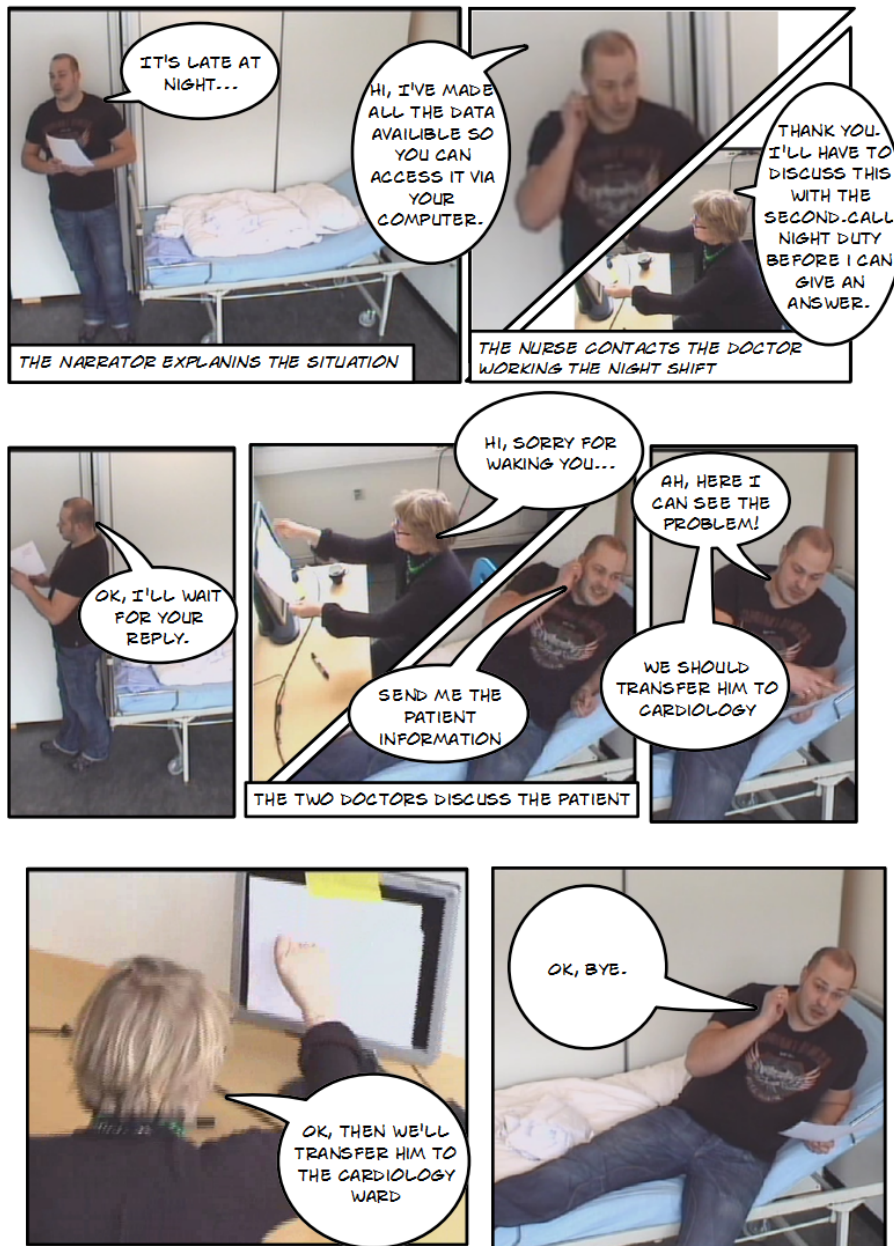 IT'S LATE AT
NIGHT...
THE NARRATOR EXPLANINS THE SITUATION
HI, I'VE MADE
ALL THE DATA
AVAILIBLE SO
YOU CAN
ACCESS IT VIA
YOUR
COMPUTER.
THANK YOU.
I'LL HAVE TO
DISCUSS THIS
WITH THE
SECOND-CALL
NIGHT DUTY
BEFORE I CAN
GIVE AN
ANSWER.
THE NURSE CONTACTS THE DOCTOR
WORKING THE NIGHT SHIFT
OK, I'LL WAIT
FOR YOUR
REPLY.
HI, SORRY FOR
WAKING YOU...
SEND ME THE
PATIENT
INFORMATION
THE TWO DOCTORS DISCUSS THE PATIENT
AH, HERE I
CAN SEE THE
PROBLEM!
WE SHOULD
TRANSFER HIM TO
CARDIOLOGY
OK, THEN WE'LL
TRANSFER HIM TO
THE CARDIOLOGY
WARD
OK, BYE.